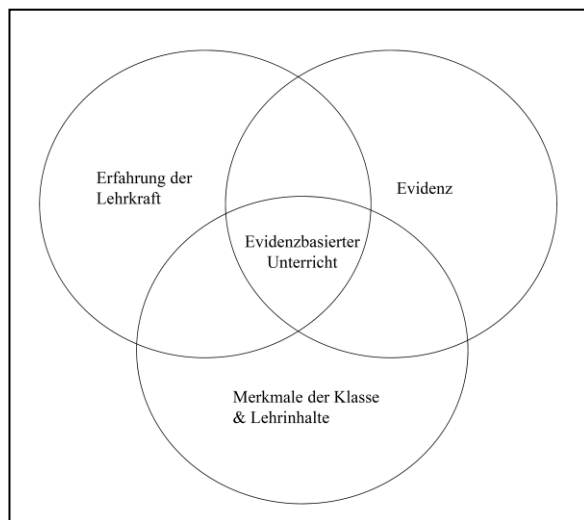 Erfahrung der
Lehrkraft
Evidenz
Evidenzbasierter
Unterricht
Merkmale der Klasse
& Lehrinhalte